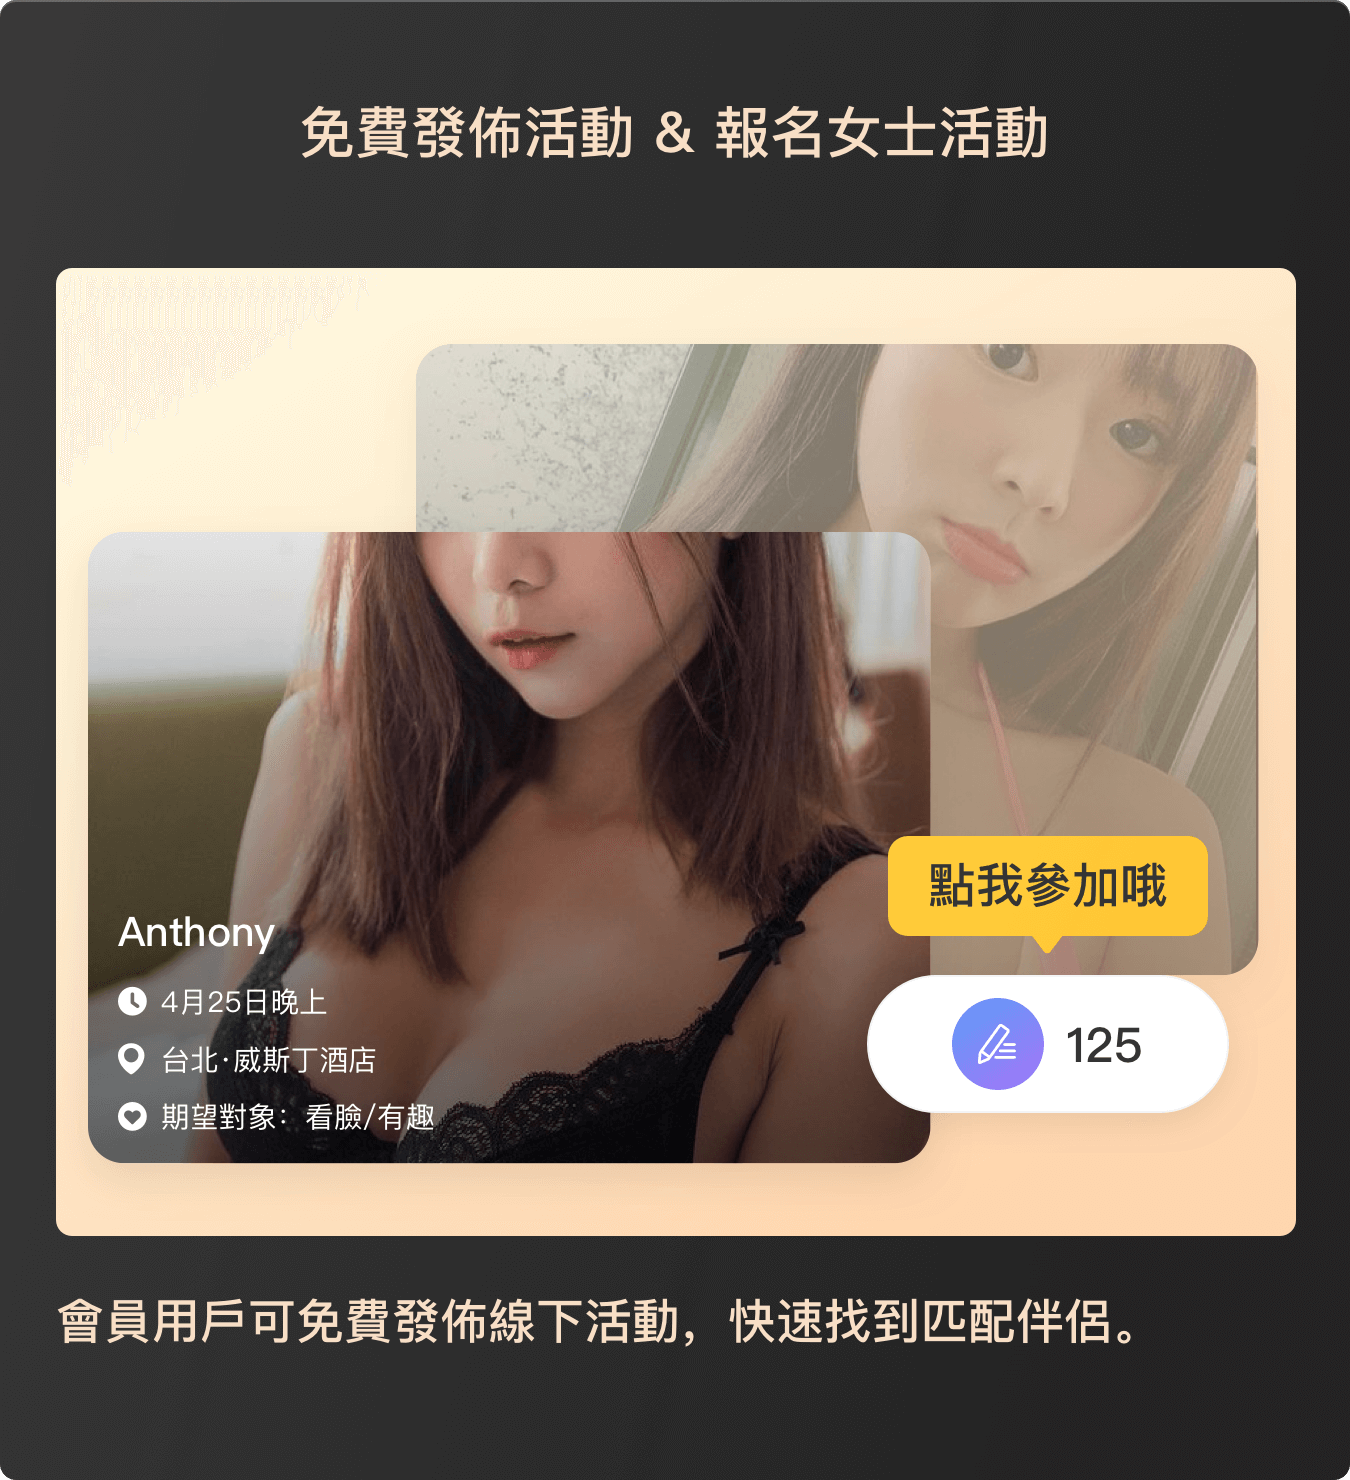 免費發佈活動 & 報名女士活動
Anthony
4月25日晚上
台北·威斯丁酒店
期望對象：看臉/有趣
點我參加哦
125
會員用戶可免費發佈線下活動，快速找到匹配伴侶。